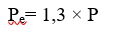 Pₑ= 1,3 × P